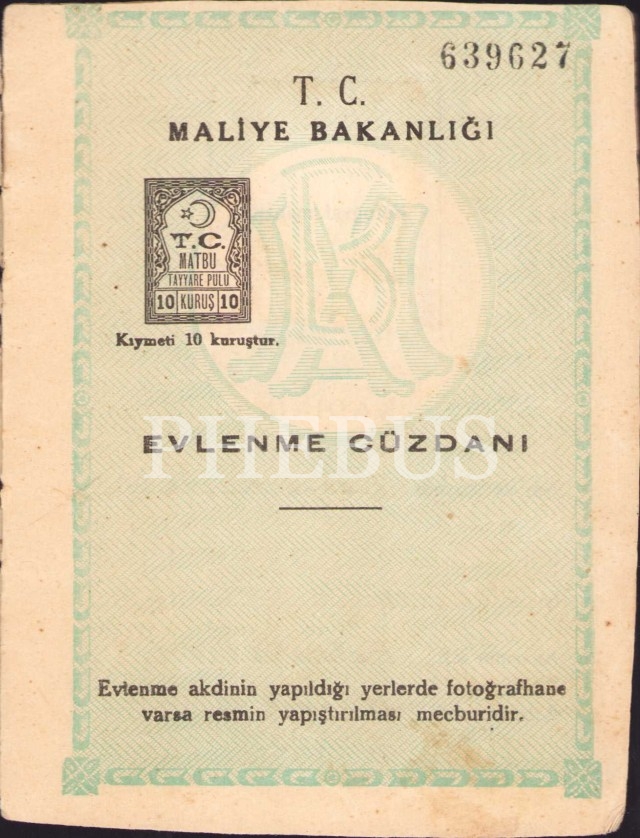 639627
T. C.
MALİYE BAKANLIĞI
T.C.
MATBU
TAYYARE PULU
10 KURUŞ 10
Kıymeti 10 kuruştur.
EVLENME CÜZDANI
PHEBUS
Evlenme akdinin yapıldığı yerlerde fotoğrafhane
varsa resmin yapıştırılması mecburidir.